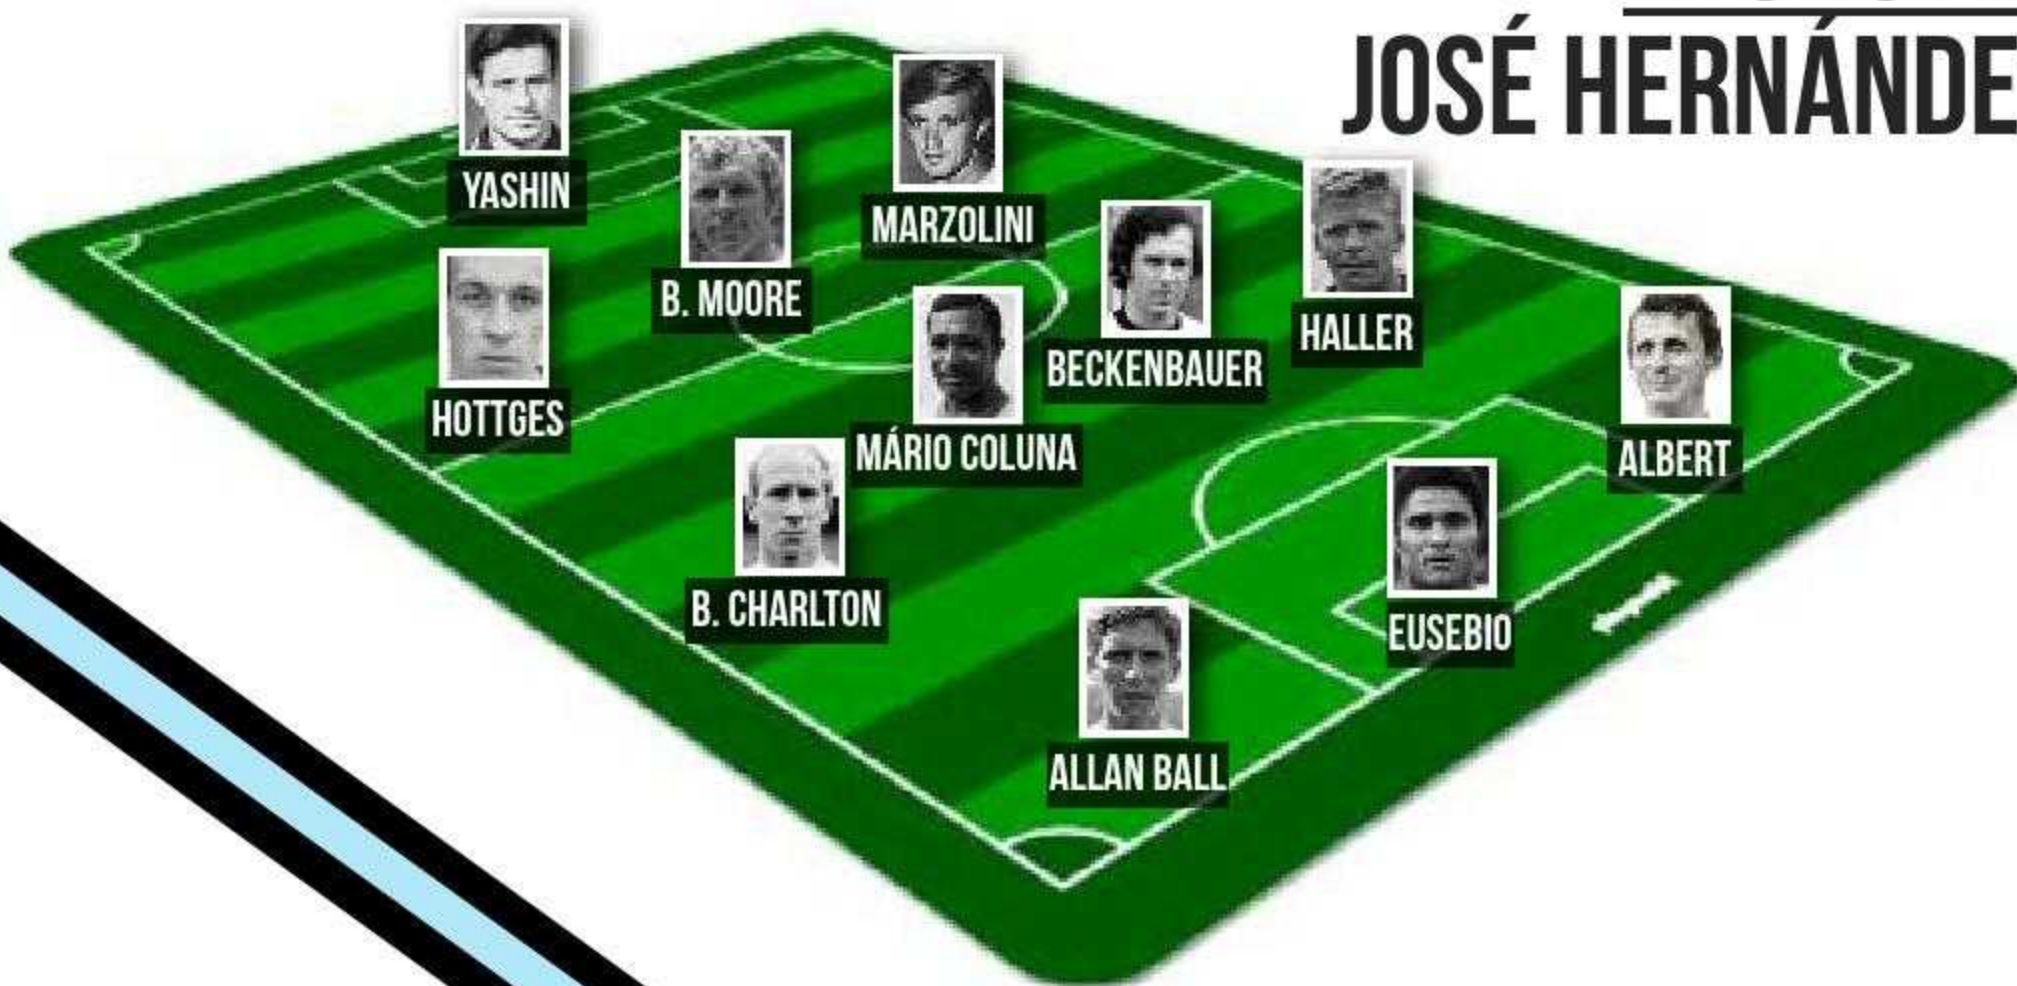 JOSÉ HERNÁNDE
YASHIN
MARZOLINI
B. MOORE
HALLER
BECKENBAUER
HOTTGES
MÁRIO COLUNA
ALBERT
B. CHARLTON
EUSEBIO
ALLAN BALL